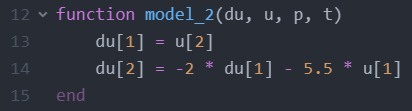 12 function model_2(du, u, p, t)
13     du[1] = u[2]
14     du[2] = -2 * du[1] - 5.5 * u[1]
15 end